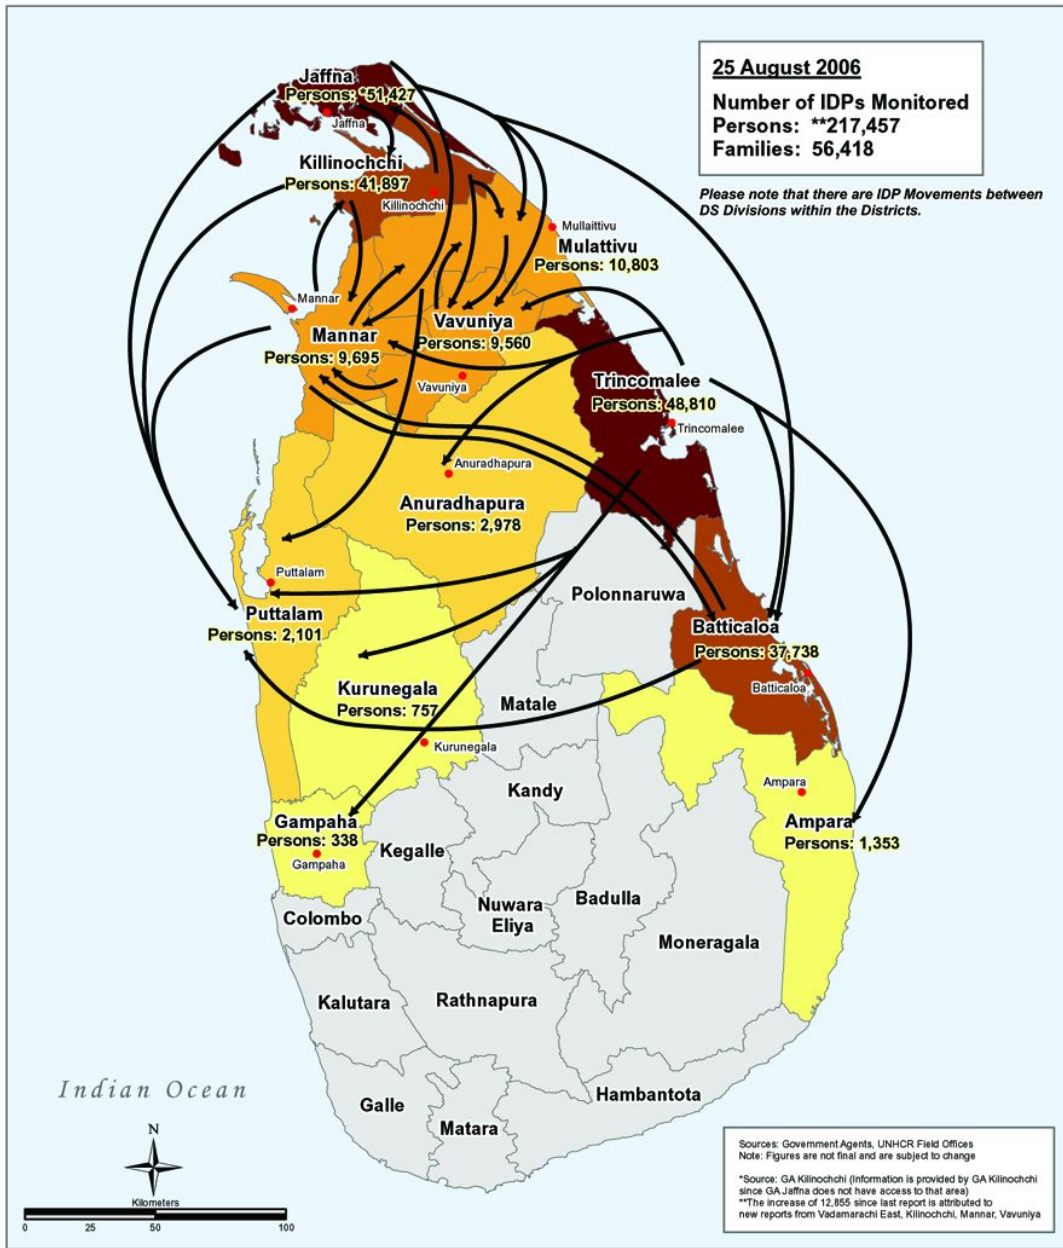 25 August 2006
Number of IDPs Monitored
Persons: **217,457
Families: 56,418
Please note that there are IDP Movements between
DS Divisions within the Districts.
Jaffna
Persons: *51,427
Jaffna
Killinochchi
Persons: 41,897
Killinochchi
Mullaittivu
Mulattivu
Persons: 10,803
Mannar
Mannar
Persons: 9,695
Vavuniya
Persons: 9,560
Vavuniya
Trincomalee
Persons: 48,810
Trincomalee
Anuradhapura
Anuradhapura
Persons: 2,978
Puttalam
Puttalam
Persons: 2,101
Polonnaruwa
Batticaloa
Persons: 37,738
Batticaloa
Kurunegala
Persons: 757
Kurunegala
Matale
Kandy
Ampara
Ampara
Persons: 1,353
Gampaha
Persons: 338
Gampaha
Kegalle
Nuwara
Eliya
Badulla
Colombo
Moneragala
Kalutara
Rathnapura
Galle
Matara
Hambantota
Indian Ocean
N
Kilometers
0 25 50 100
Sources: Government Agents, UNHCR Field Offices
Note: Figures are not final and are subject to change
*Source: GA Kilinochchi (Information is provided by GA Kilinochchi
since GA Jaffna does not have access to that area)
**The increase of 12,855 since last report is attributed to
new reports from Vadamarachi East, Kilinochchi, Mannar, Vavuniya